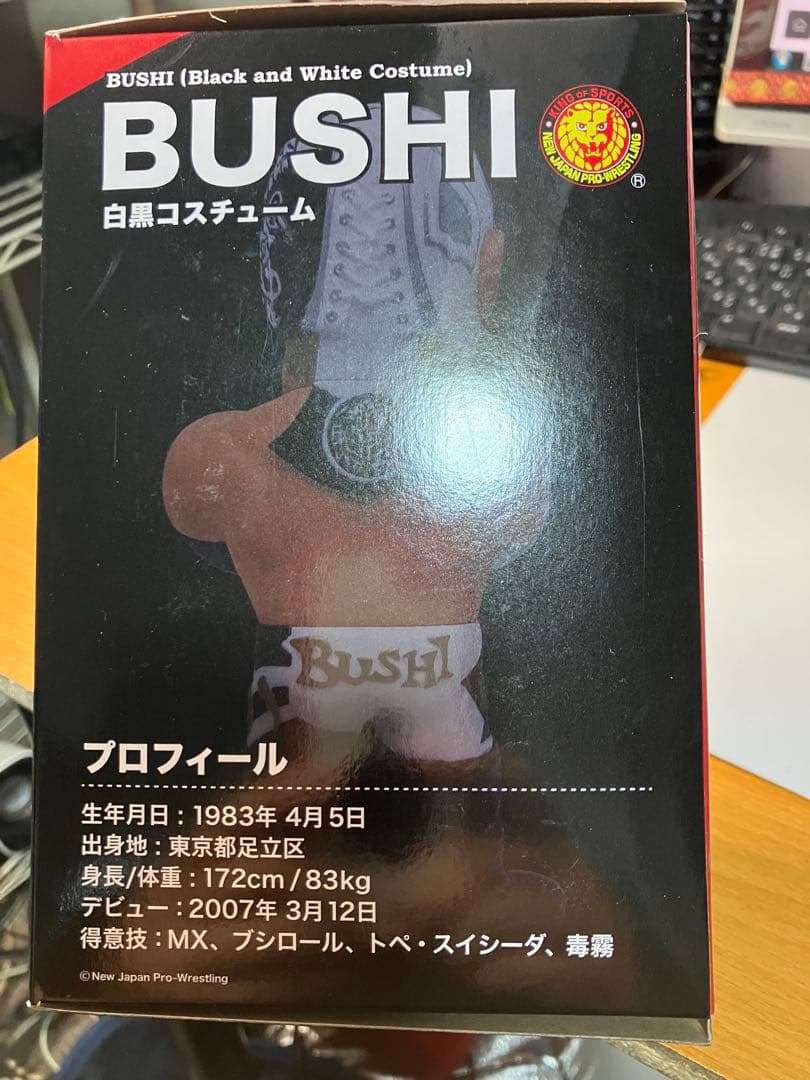 BUSHI (Black and White Costume)
BUSHI
KING OF SPORTS
NEW JAPAN PRO-WRESTLING
®
白黒コスチューム
BUSHI
プロフィール
生年月日：1983年 4月5日
出身地：東京都足立区
身長/体重：172cm/83kg
デビュー：2007年 3月12日
得意技：MX、ブシロール、トペ・スイシーダ、毒霧
©New Japan Pro-Wrestling